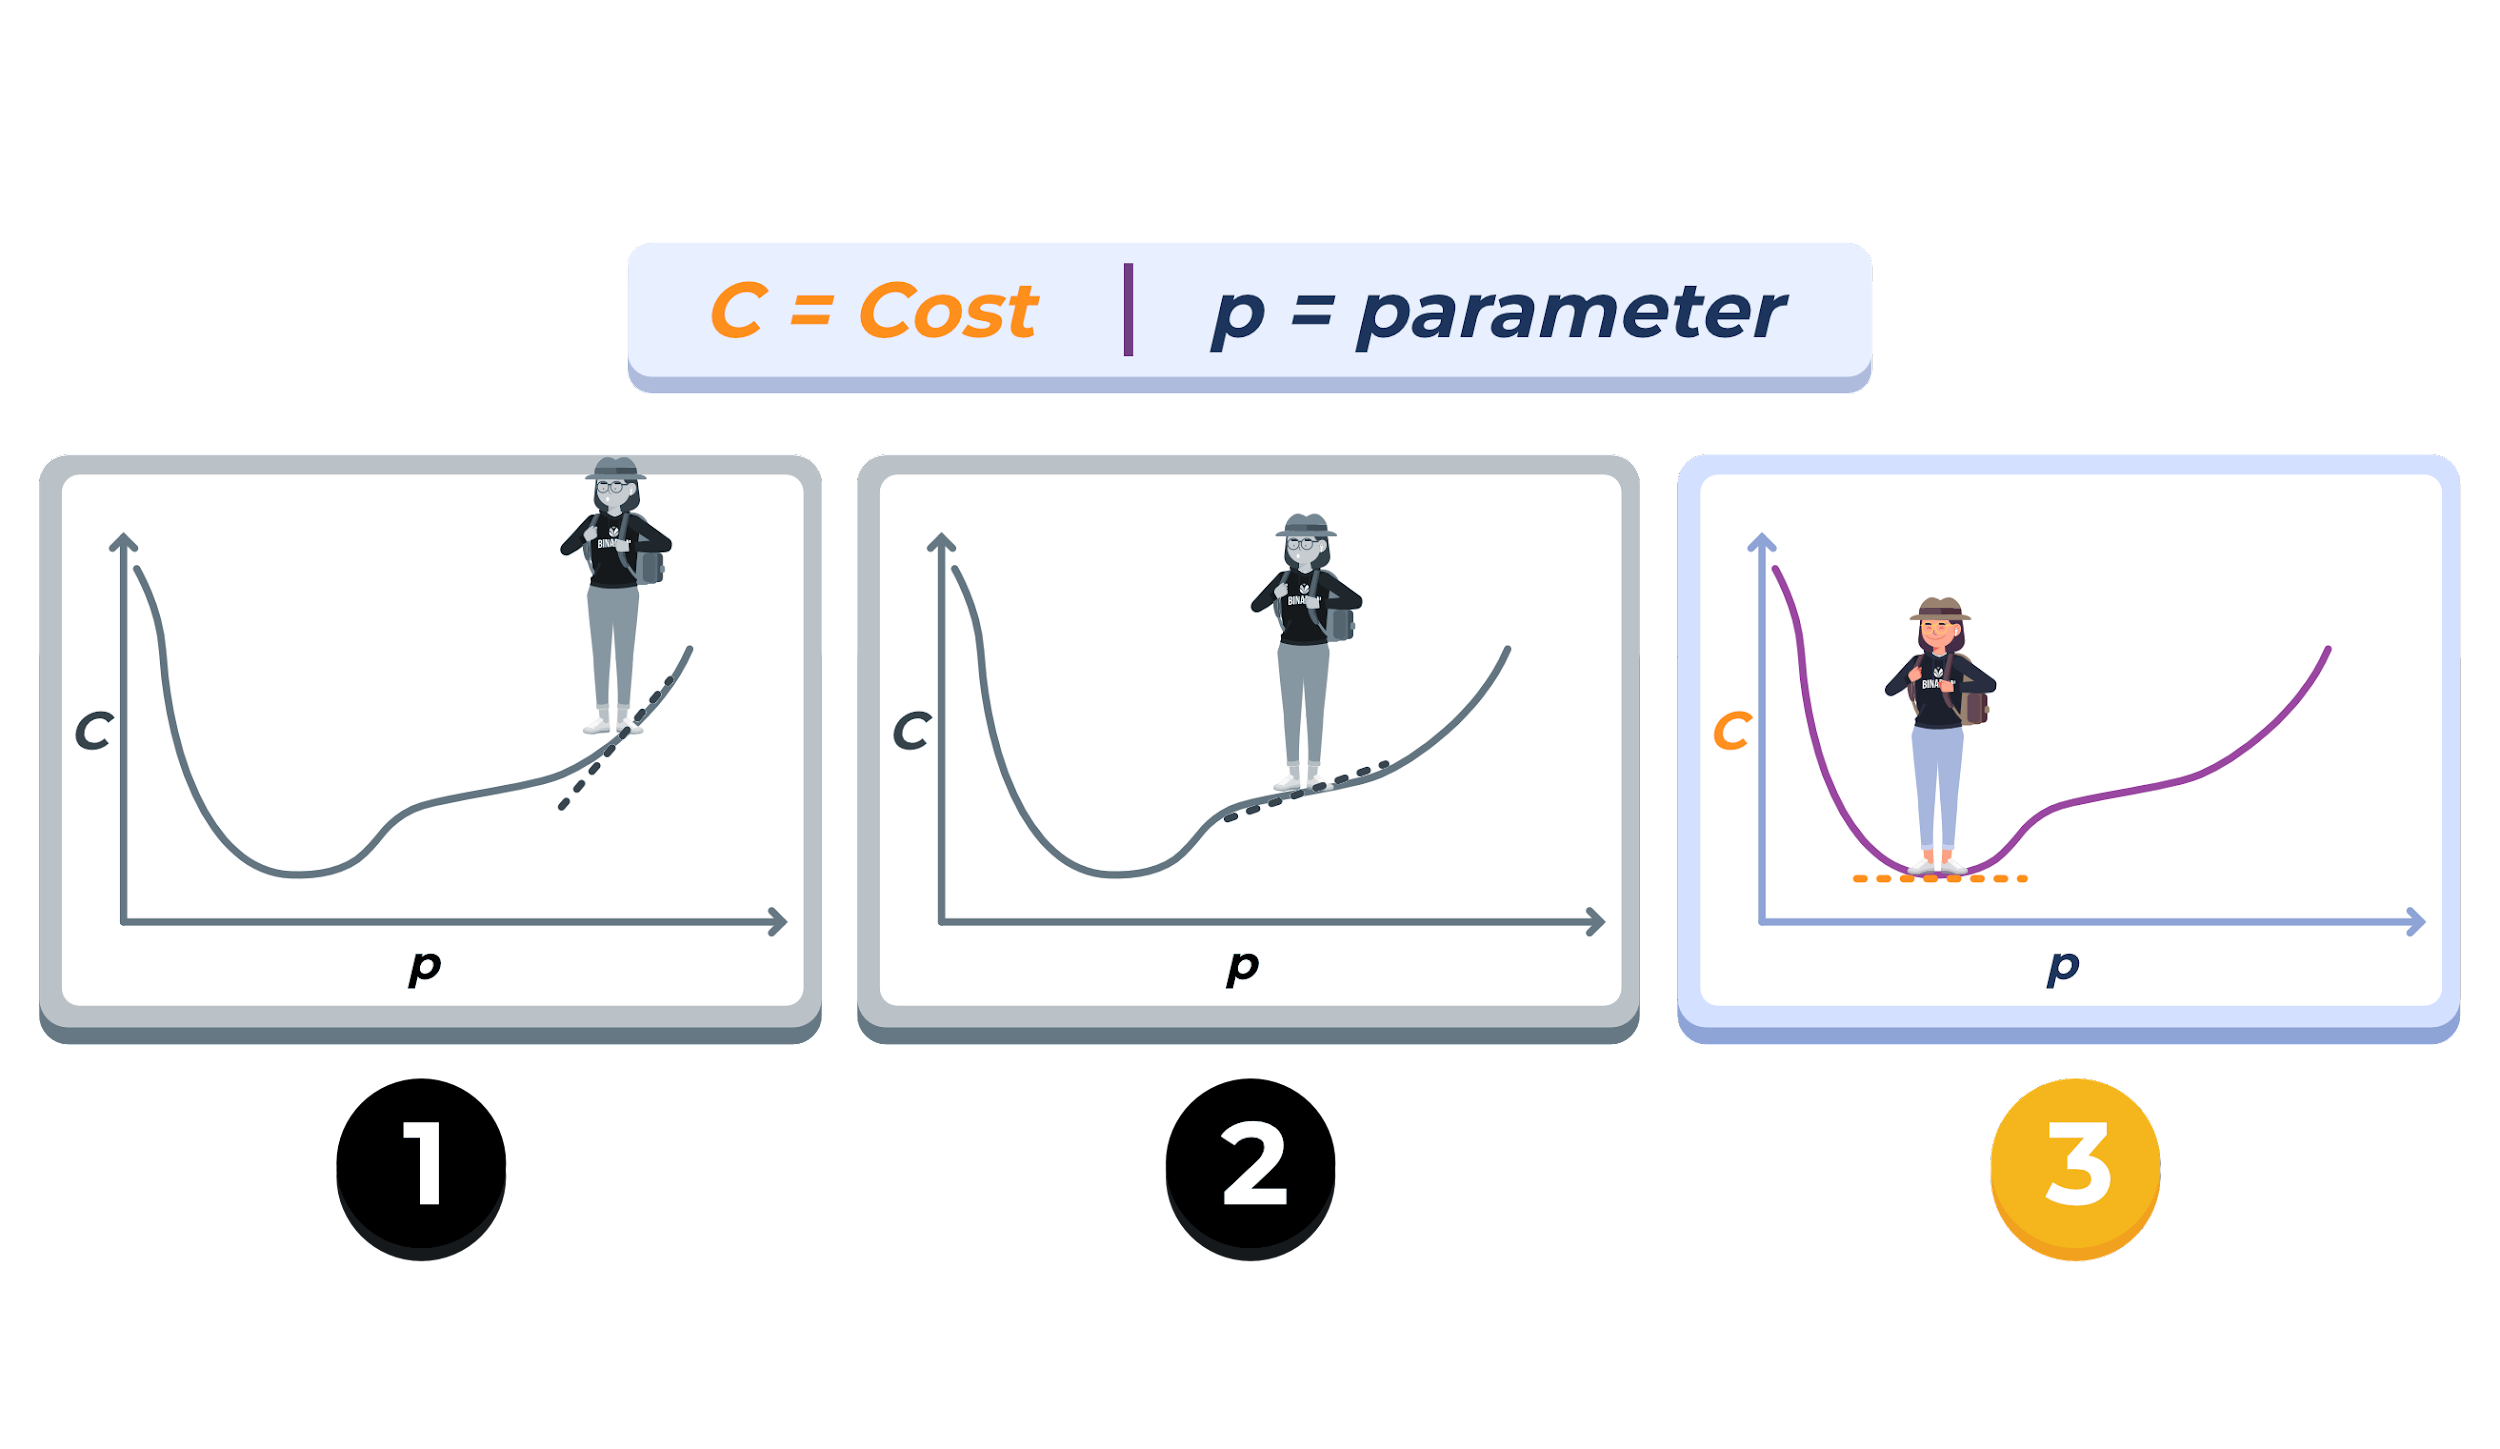 C = Cost
p = parameter
C
p
C
p
C
p
1
2
3